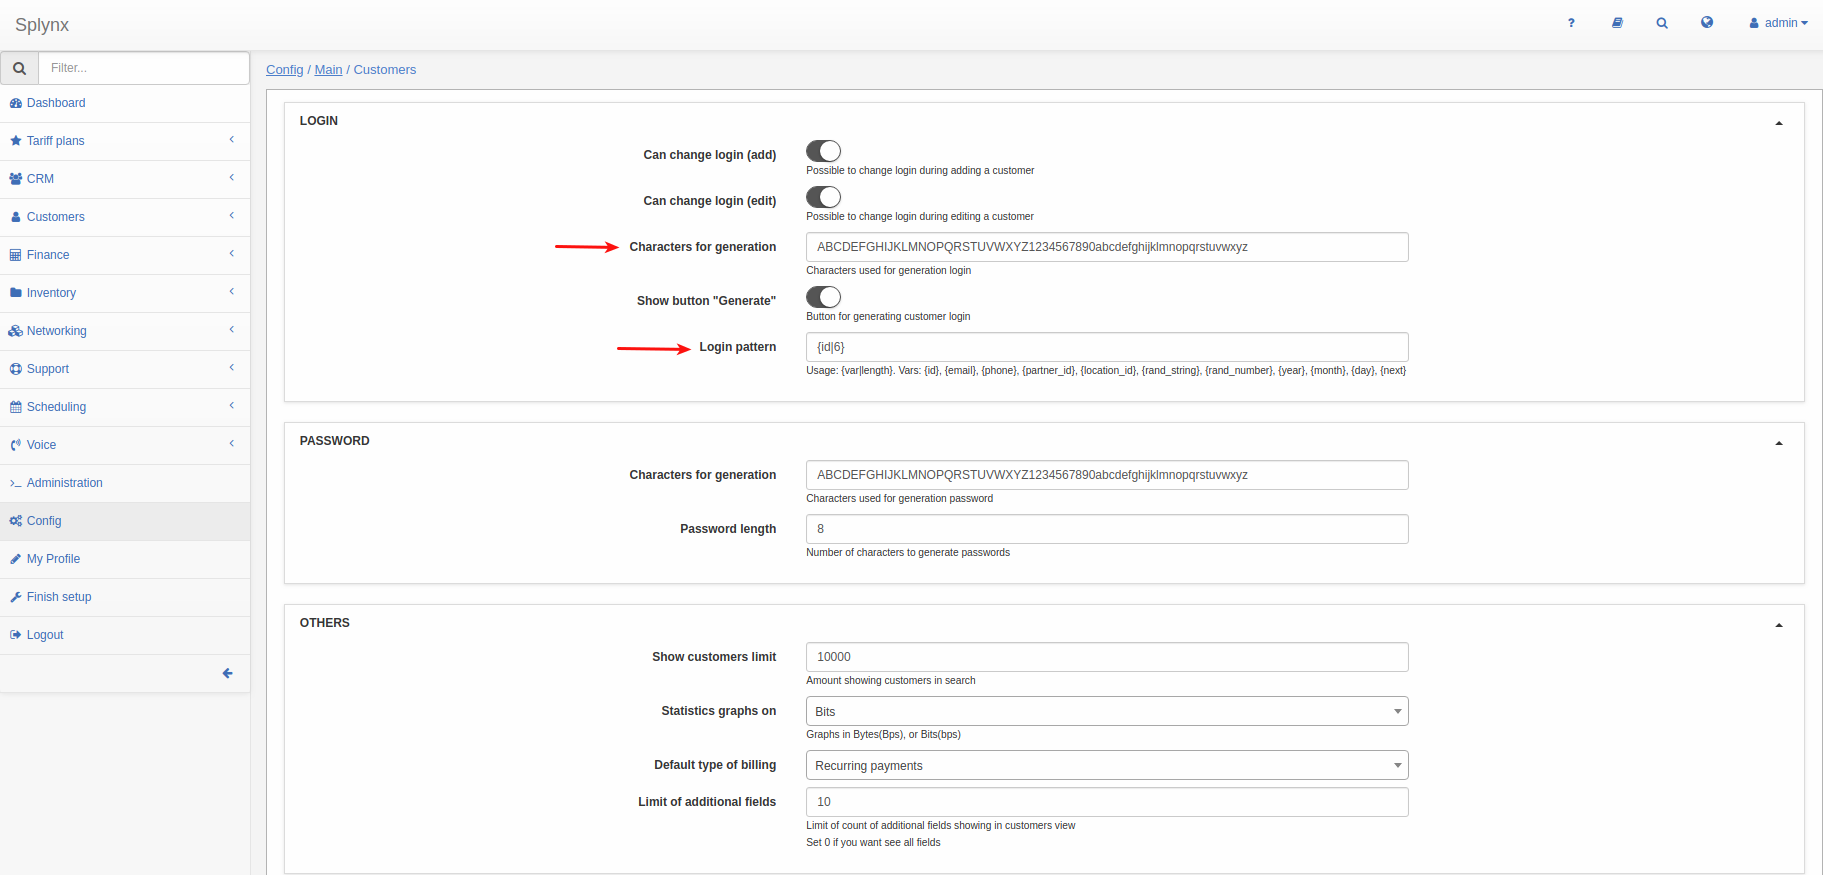 Splynx
admin
Filter...
Dashboard
Tariff plans
CRM
Customers
Finance
Inventory
Networking
Support
Scheduling
Voice
Administration
Config
My Profile
Finish setup
Logout
Config / Main / Customers
LOGIN
Can change login (add)
Possible to change login during adding a customer
Can change login (edit)
Possible to change login during editing a customer
Characters for generation ABCDEFGHIJKLMNOPQRSTUVWXYZ1234567890abcdefghijklmnopqrstuvwxyz
Characters used for generation login
Show button "Generate"
Button for generating customer login
Login pattern {id|6}
Usage: {var|length}. Vars: {id}, {email}, {phone}, {partner_id}, {location_id}, {rand_string}, {rand_number}, {year}, {month}, {day}, {next}
PASSWORD
Characters for generation ABCDEFGHIJKLMNOPQRSTUVWXYZ1234567890abcdefghijklmnopqrstuvwxyz
Characters used for generation password
Password length 8
Number of characters to generate passwords
OTHERS
Show customers limit 10000
Amount showing customers in search
Statistics graphs on Bits
Graphs in Bytes(Bps), or Bits(bps)
Default type of billing Recurring payments
Limit of additional fields 10
Limit of count of additional fields showing in customers view
Set 0 if you want see all fields